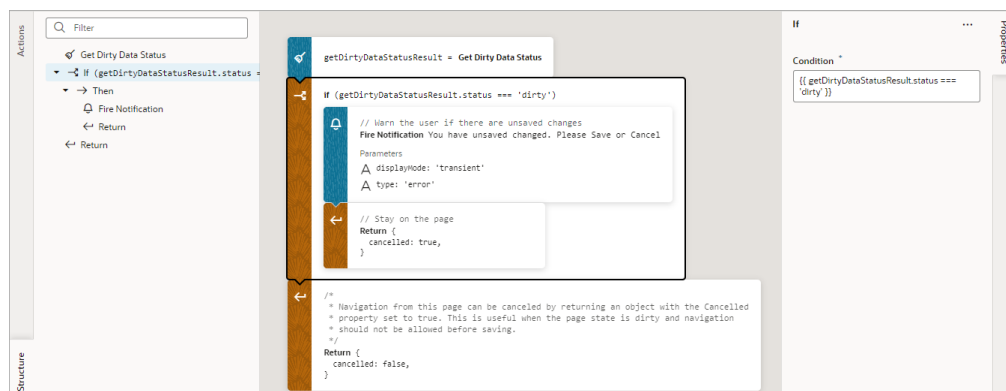 Actions
Structure
Filter
Get Dirty Data Status
If (getDirtyDataStatusResult.status =
Then
Fire Notification
Return
Return
getDirtyDataStatusResult = Get Dirty Data Status
If (getDirtyDataStatusResult.status === 'dirty')
// Warn the user if there are unsaved changes
Fire Notification You have unsaved changed. Please Save or Cancel
Parameters
A displayMode: 'transient'
A type: 'error'
// Stay on the page
Return {
cancelled: true,
}
/*
* Navigation from this page can be canceled by returning an object with the Cancelled
* property set to true. This is useful when the page state is dirty and navigation
* should not be allowed before saving.
*/
Return {
cancelled: false,
}
If
...
Condition *
{{ getDirtyDataStatusResult.status ===
'dirty' }}
Properties